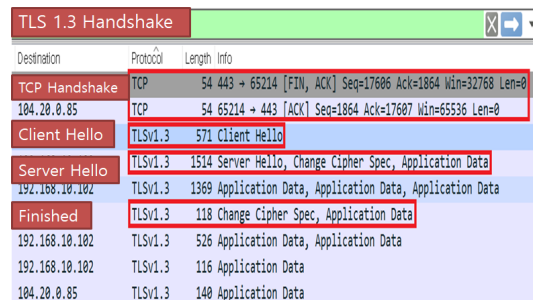 TLS 1.3 Handshake
X
Destination Protocol Length Info
TCP Handshake TCP 54 443 → 65214 [FIN, ACK] Seq=17606 Ack=1864 Win=32768 Len=0
104.20.0.85 TCP 54 65214 → 443 [ACK] Seq=1864 Ack=17607 Win=65536 Len=0
Client Hello TLSv1.3 571 Client Hello
Server Hello TLSv1.3 1514 Server Hello, Change Cipher Spec, Application Data
192.168.10.102 TLSv1.3 1369 Application Data, Application Data, Application Data
Finished TLSv1.3 118 Change Cipher Spec, Application Data
192.168.10.102 TLSv1.3 526 Application Data, Application Data
192.168.10.102 TLSv1.3 116 Application Data
104.20.0.85 TLSv1.3 140 Application Data